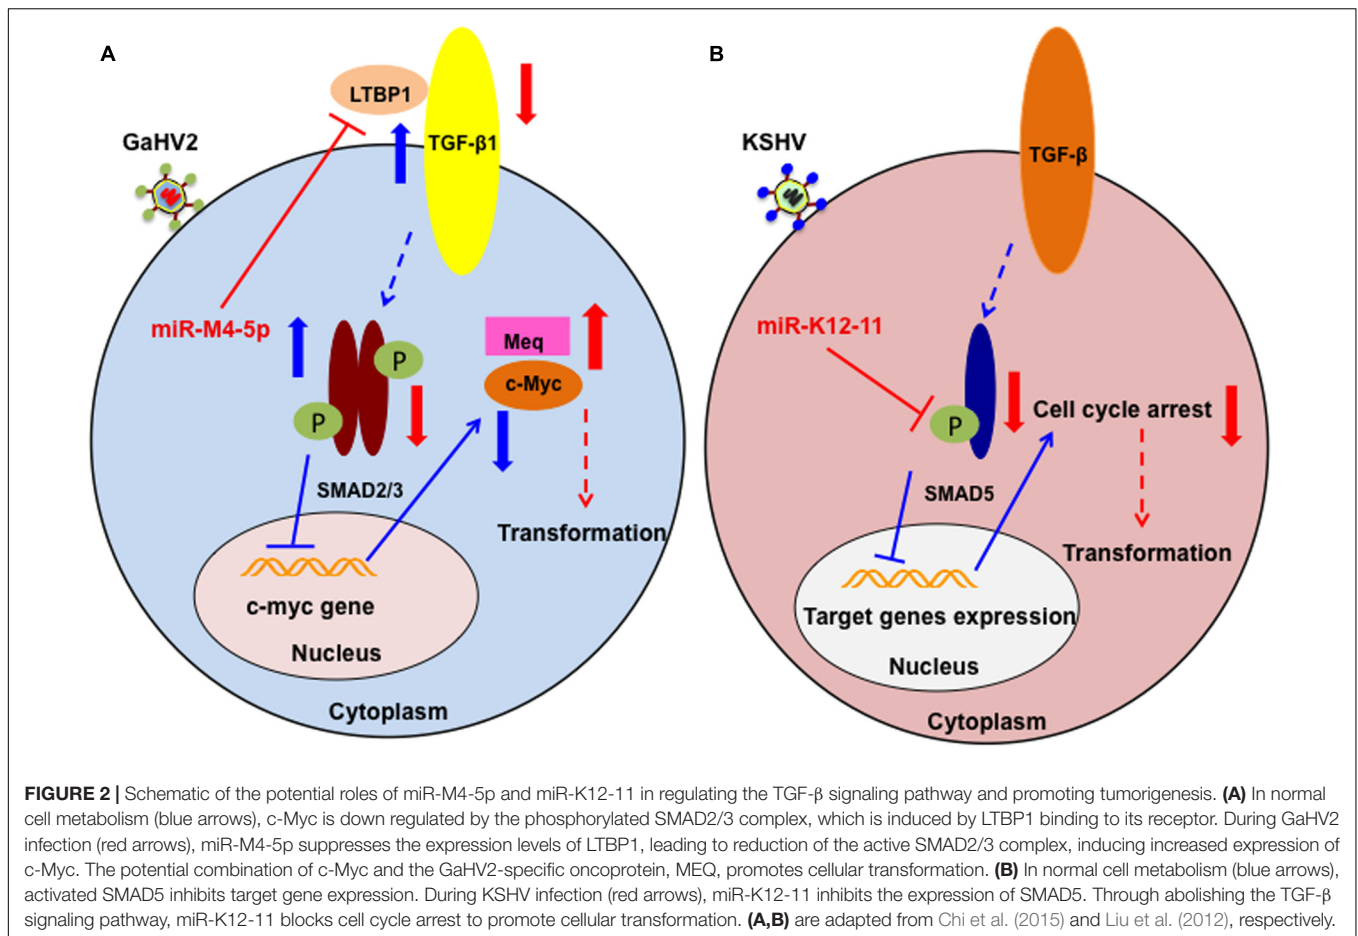 A
B
LTBP1
GaHV2
TGF-β1
KSHV
TGF-β
miR-M4-5p
miR-K12-11
Meq
P
c-Myc
P
Cell cycle arrest
P
SMAD2/3
SMAD5
Transformation
Transformation
c-myc gene
Target genes expression
Nucleus
Nucleus
Cytoplasm
Cytoplasm
FIGURE 2 | Schematic of the potential roles of miR-M4-5p and miR-K12-11 in regulating the TGF-β signaling pathway and promoting tumorigenesis. (A) In normal
cell metabolism (blue arrows), c-Myc is down regulated by the phosphorylated SMAD2/3 complex, which is induced by LTBP1 binding to its receptor. During GaHV2
infection (red arrows), miR-M4-5p suppresses the expression levels of LTBP1, leading to reduction of the active SMAD2/3 complex, inducing increased expression of
c-Myc. The potential combination of c-Myc and the GaHV2-specific oncoprotein, MEQ, promotes cellular transformation. (B) In normal cell metabolism (blue arrows),
activated SMAD5 inhibits target gene expression. During KSHV infection (red arrows), miR-K12-11 inhibits the expression of SMAD5. Through abolishing the TGF-β
signaling pathway, miR-K12-11 blocks cell cycle arrest to promote cellular transformation. (A,B) are adapted from Chi et al. (2015) and Liu et al. (2012), respectively.